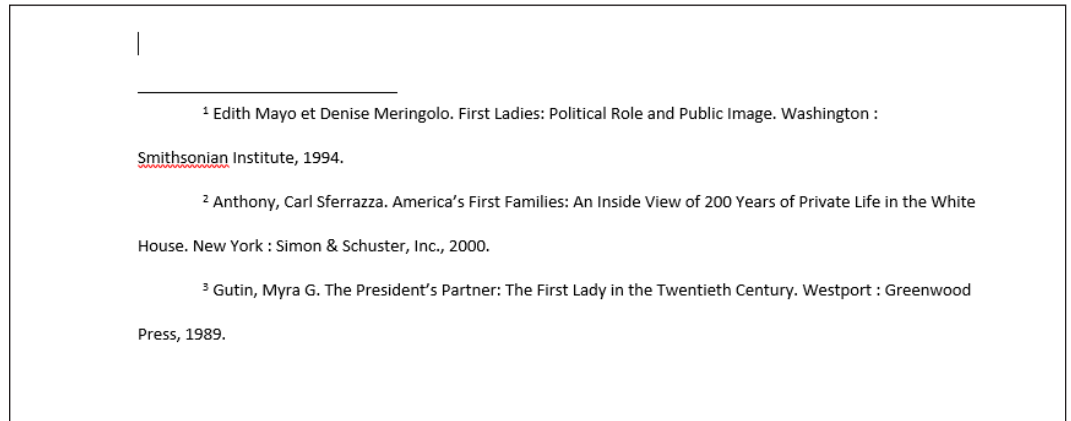 ¹ Edith Mayo et Denise Meringolo. First Ladies: Political Role and Public Image. Washington :
Smithsonian Institute, 1994.
² Anthony, Carl Sferrazza. America’s First Families: An Inside View of 200 Years of Private Life in the White
House. New York : Simon & Schuster, Inc., 2000.
³ Gutin, Myra G. The President’s Partner: The First Lady in the Twentieth Century. Westport : Greenwood
Press, 1989.